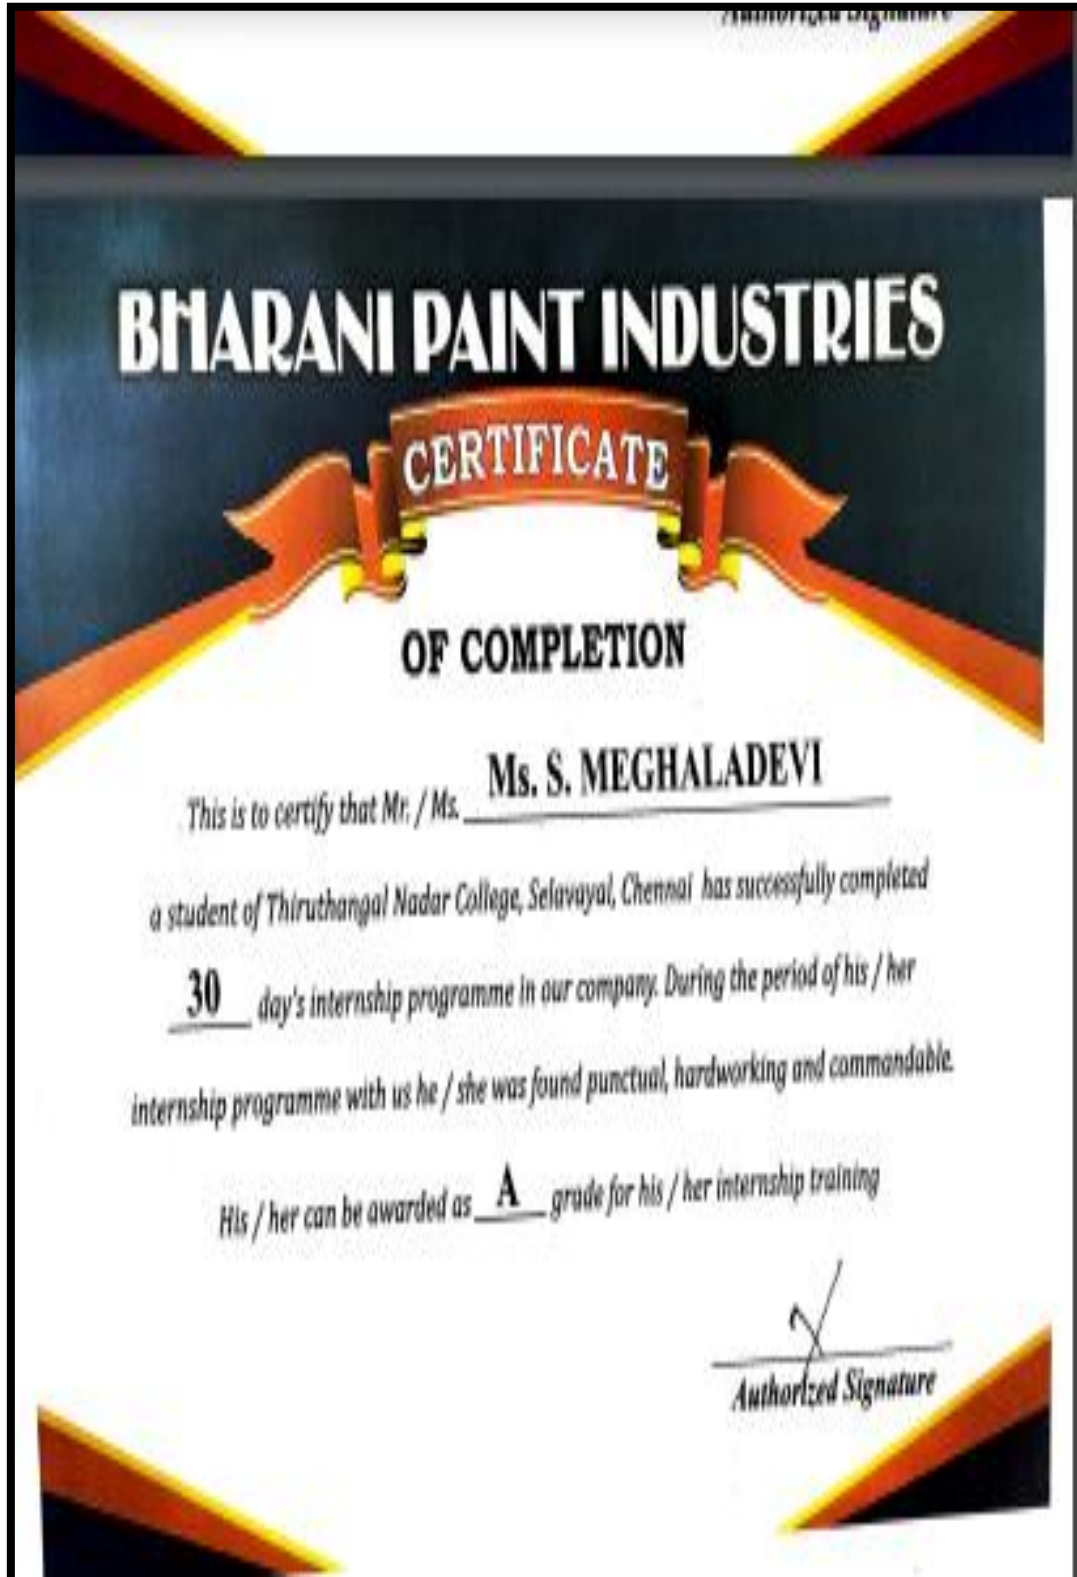 Authorized Signature
BHARANI PAINT INDUSTRIES
CERTIFICATE
OF COMPLETION
This is to certify that Mr. / Ms. Ms. S. MEGHALADEVI
a student of Thiruthangal Nadar College, Selavayal, Chennai has successfully completed
30 day's internship programme in our company. During the period of his / her
internship programme with us he / she was found punctual, hardworking and commandable.
His / her can be awarded as A grade for his / her internship training
Authorized Signature